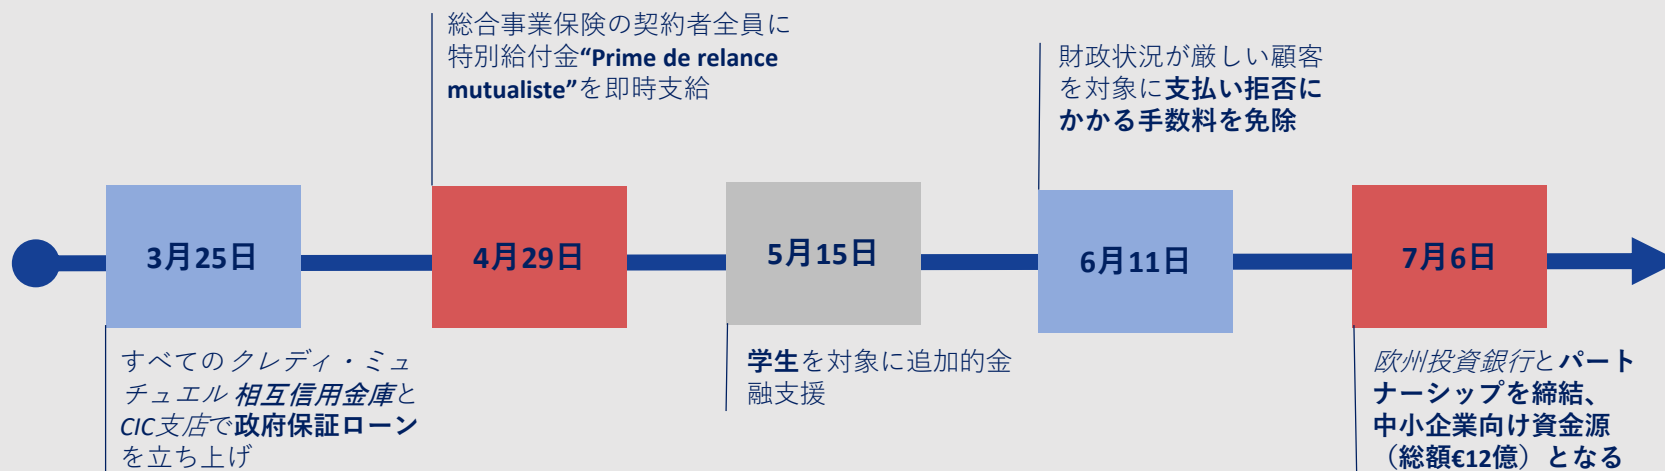 総合事業保険の契約者全員に
特別給付金“Prime de relance
mutualiste”を即時支給
財政状況が厳しい顧客
を対象に支払い拒否に
かかる手数料を免除
3月25日
4月29日
5月15日
6月11日
7月6日
すべてのクレディ・ミュ
チュエル 相互信用金庫と
CIC支店で政府保証ローン
を立ち上げ
学生を対象に追加的金
融支援
欧州投資銀行とパート
ナーシップを締結、
中小企業向け資金源
（総額€12億）となる